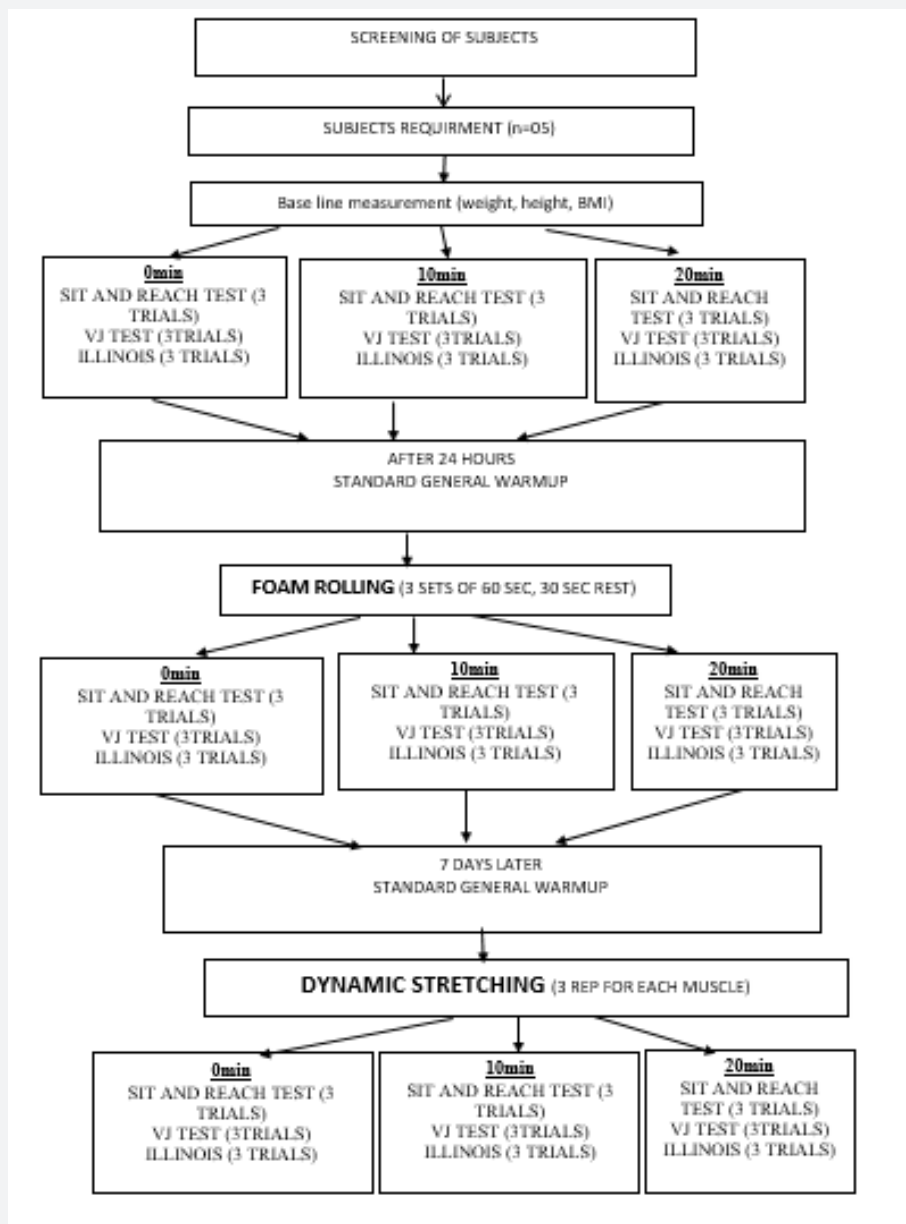 SCREENING OF SUBJECTS
SUBJECTS REQUIRMENT (n=05)
Base line measurement (weight, height, BMI)
0min
SIT AND REACH TEST (3
TRIALS)
VJ TEST (3TRIALS)
ILLINOIS (3 TRIALS)
10min
SIT AND REACH TEST (3
TRIALS)
VJ TEST (3TRIALS)
ILLINOIS (3 TRIALS)
20min
SIT AND REACH
TEST (3 TRIALS)
VJ TEST (3TRIALS)
ILLINOIS (3 TRIALS)
AFTER 24 HOURS
STANDARD GENERAL WARMUP
FOAM ROLLING (3 SETS OF 60 SEC, 30 SEC REST)
0min
SIT AND REACH TEST (3
TRIALS)
VJ TEST (3TRIALS)
ILLINOIS (3 TRIALS)
10min
SIT AND REACH TEST (3
TRIALS)
VJ TEST (3TRIALS)
ILLINOIS (3 TRIALS)
20min
SIT AND REACH
TEST (3 TRIALS)
VJ TEST (3TRIALS)
ILLINOIS (3 TRIALS)
7 DAYS LATER
STANDARD GENERAL WARMUP
DYNAMIC STRETCHING (3 REP FOR EACH MUSCLE)
0min
SIT AND REACH TEST (3
TRIALS)
VJ TEST (3TRIALS)
ILLINOIS (3 TRIALS)
10min
SIT AND REACH TEST (3
TRIALS)
VJ TEST (3TRIALS)
ILLINOIS (3 TRIALS)
20min
SIT AND REACH
TEST (3 TRIALS)
VJ TEST (3TRIALS)
ILLINOIS (3 TRIALS)